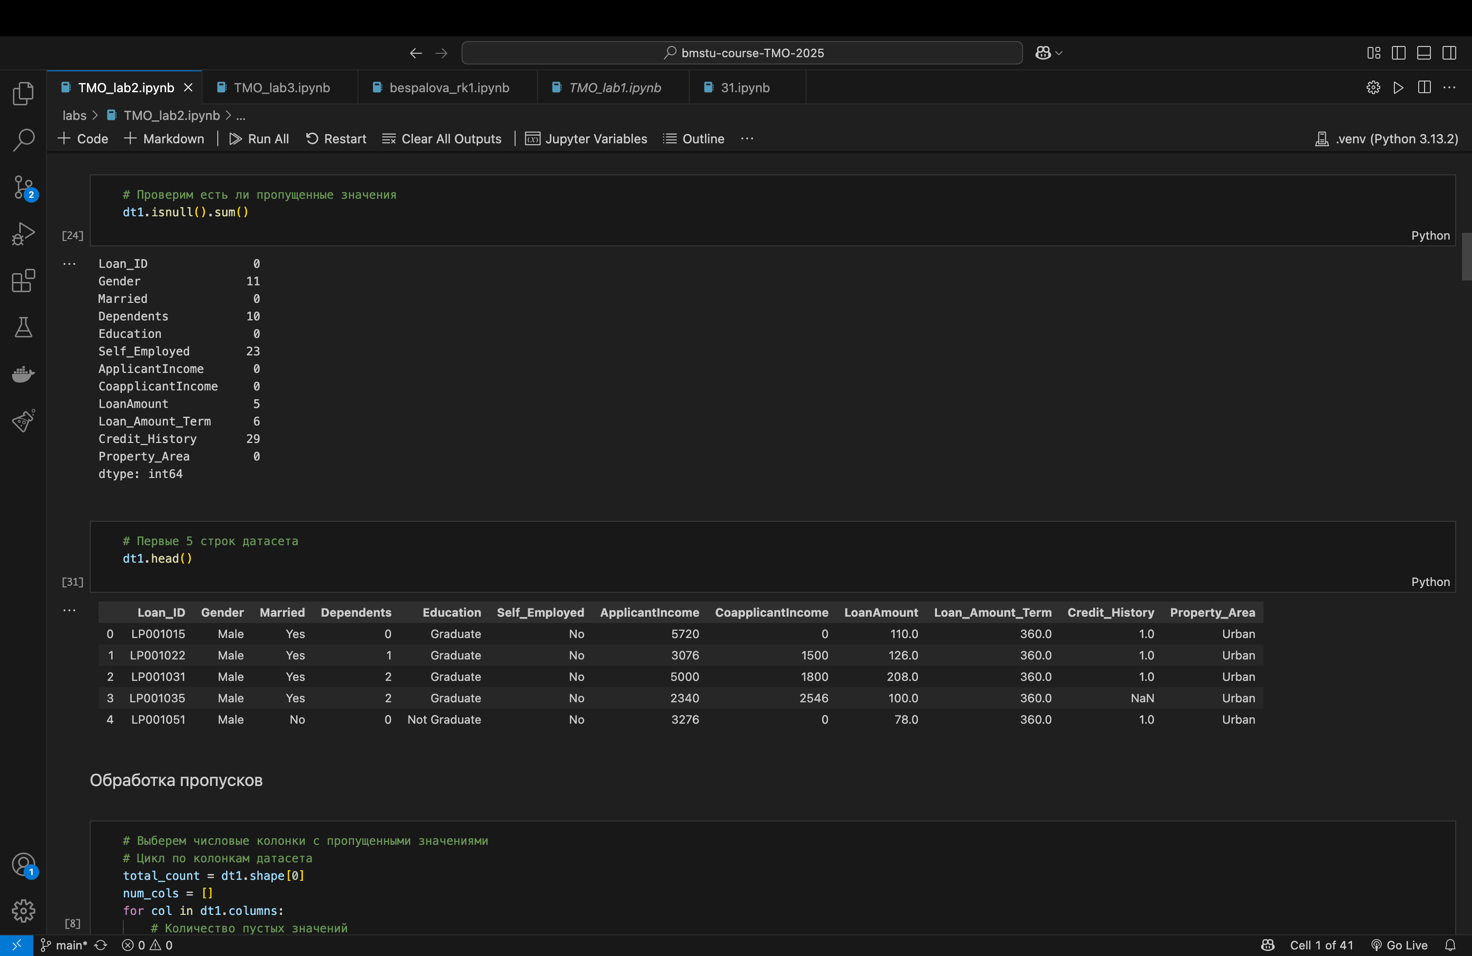 bmstu-course-TMO-2025
TMO_lab2.ipynb
TMO_lab3.ipynb
bespalova_rk1.ipynb
TMO_lab1.ipynb
31.ipynb
labs > TMO_lab2.ipynb > ...
+ Code + Markdown Run All Restart Clear All Outputs Jupyter Variables Outline ... .venv (Python 3.13.2)
2
# Проверим есть ли пропущенные значения
dt1.isnull().sum()
[24] Python
... Loan_ID 0
Gender 11
Married 0
Dependents 10
Education 0
Self_Employed 23
ApplicantIncome 0
CoapplicantIncome 0
LoanAmount 5
Loan_Amount_Term 6
Credit_History 29
Property_Area 0
dtype: int64
# Первые 5 строк датасета
dt1.head()
[31] Python
... Loan_ID Gender Married Dependents Education Self_Employed ApplicantIncome CoapplicantIncome LoanAmount Loan_Amount_Term Credit_History Property_Area
0 LP001015 Male Yes 0 Graduate No 5720 0 110.0 360.0 1.0 Urban
1 LP001022 Male Yes 1 Graduate No 3076 1500 126.0 360.0 1.0 Urban
2 LP001031 Male Yes 2 Graduate No 5000 1800 208.0 360.0 1.0 Urban
3 LP001035 Male Yes 2 Graduate No 2340 2546 100.0 360.0 NaN Urban
4 LP001051 Male No 0 Not Graduate No 3276 0 78.0 360.0 1.0 Urban
Обработка пропусков
# Выберем числовые колонки с пропущенными значениями
# Цикл по колонкам датасета
total_count = dt1.shape[0]
num_cols = []
for col in dt1.columns:
# Количество пустых значений
[8]
1
main* 0 0 Cell 1 of 41 Go Live